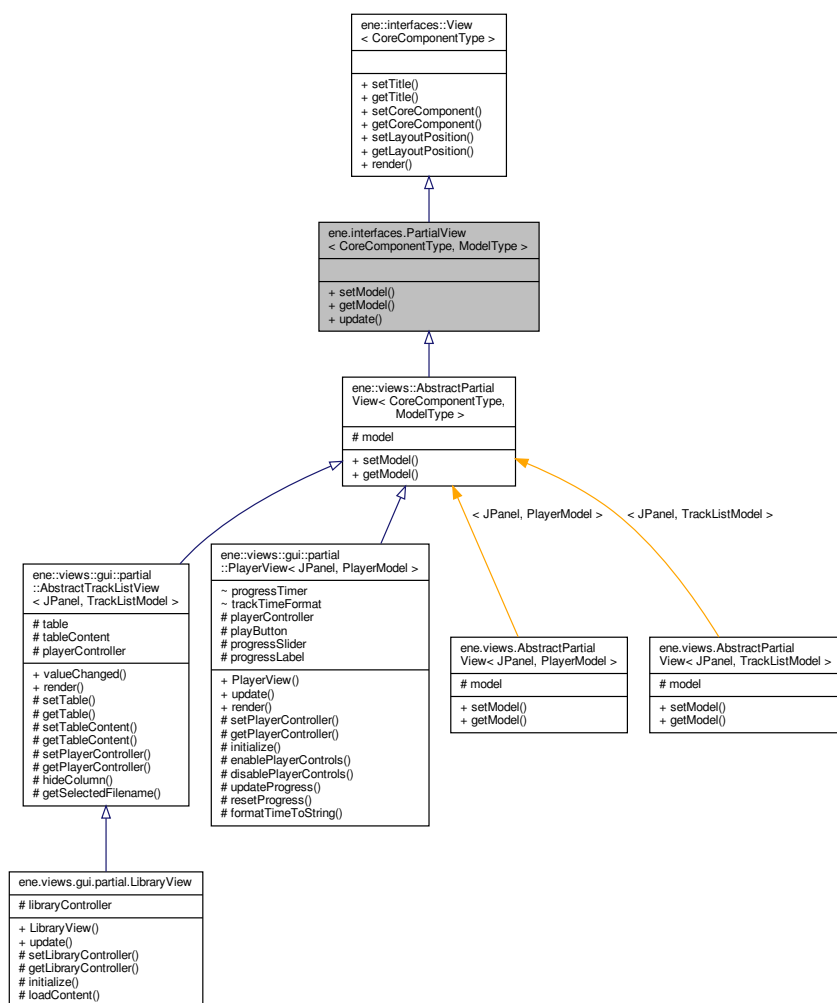 ene::interfaces::View
< CoreComponentType >
+ setTitle()
+ getTitle()
+ setCoreComponent()
+ getCoreComponent()
+ setLayoutPosition()
+ getLayoutPosition()
+ render()
ene.interfaces.PartialView
< CoreComponentType, ModelType >
+ setModel()
+ getModel()
+ update()
ene::views::AbstractPartial
View< CoreComponentType,
ModelType >
# model
+ setModel()
+ getModel()
< JPanel, PlayerModel >
< JPanel, TrackListModel >
ene::views::gui::partial
::AbstractTrackListView
< JPanel, TrackListModel >
# table
# tableContent
# playerController
+ valueChanged()
+ render()
# setTable()
# getTable()
# setTableContent()
# getTableContent()
# setPlayerController()
# getPlayerController()
# hideColumn()
# getSelectedFilename()
ene::views::gui::partial
::PlayerView< JPanel, PlayerModel >
~ progressTimer
~ trackTimeFormat
# playerController
# playButton
# progressSlider
# progressLabel
+ PlayerView()
+ update()
+ render()
# setPlayerController()
# getPlayerController()
# initialize()
# enablePlayerControls()
# disablePlayerControls()
# updateProgress()
# resetProgress()
# formatTimeToString()
ene.views.AbstractPartial
View< JPanel, PlayerModel >
# model
+ setModel()
+ getModel()
ene.views.AbstractPartial
View< JPanel, TrackListModel >
# model
+ setModel()
+ getModel()
ene.views.gui.partial.LibraryView
# libraryController
+ LibraryView()
+ update()
# setLibraryController()
# getLibraryController()
# initialize()
# loadContent()